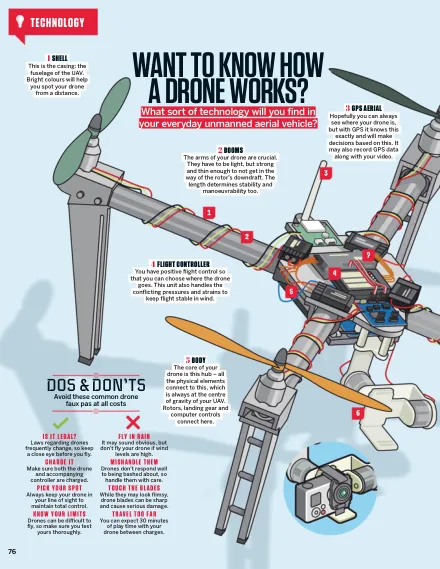 TECHNOLOGY
WANT TO KNOW HOW
A DRONE WORKS?
What sort of technology will you find in
your everyday unmanned aerial vehicle?
1 SHELL
This is the casing: the
fuselage of the UAV.
Bright colours will help
you spot your drone
from a distance.
2 BOOMS
The arms of your drone are crucial.
They have to be light, but strong
and thin enough to not get in the
way of the rotor's downdraft. The
length determines stability and
manoeuvrability too.
3 GPS AERIAL
Hopefully you can always
see where your drone is,
but with GPS it knows this
exactly and will make
decisions based on this. It
may also record GPS data
along with your video.
4 FLIGHT CONTROLLER
You have positive flight control so
that you can choose where the drone
goes. This unit also handles the
conflicting pressures and strains to
keep flight stable in wind.
5 BODY
The core of your
drone is this hub – all
the physical elements
connect to this, which
is always at the centre
of gravity of your UAV.
Rotors, landing gear and
computer controls
connect here.
1
2
3
4
5
6
7
DOS & DON'TS
Avoid these common drone
faux pas at all costs
IS IT LEGAL?
Laws regarding drones
frequently change, so keep
a close eye before you fly.
CHARGE IT
Make sure both the drone
and accompanying
controller are charged.
PICK YOUR SPOT
Always keep your drone in
your line of sight to
maintain total control.
KNOW YOUR LIMITS
Drones can be difficult to
fly, so make sure you test
yours thoroughly.
FLY IN RAIN
It may sound obvious, but
don't fly your drone if wind
levels are high.
MISHANDLE THEM
Drones don't respond well
to being bashed about, so
handle them with care.
TOUCH THE BLADES
While they may look flimsy,
drone blades can be sharp
and cause serious damage.
TRAVEL TOO FAR
You can expect 30 minutes
of play time with your
drone between charges.
76